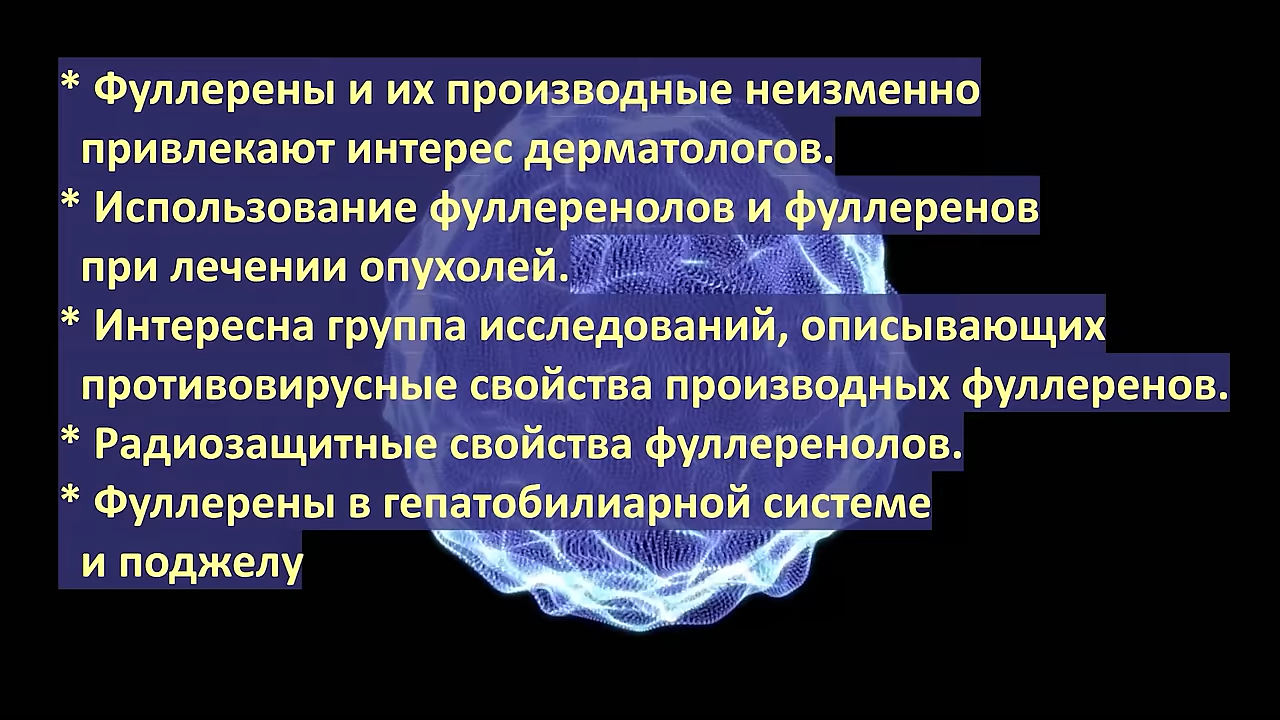 * Фуллерены и их производные неизменно
привлекают интерес дерматологов.
* Использование фуллеренолов и фуллеренов
при лечении опухолей.
* Интересна группа исследований, описывающих
противовирусные свойства производных фуллеренов.
* Радиозащитные свойства фуллеренолов.
* Фуллерены в гепатобилиарной системе
и поджелу